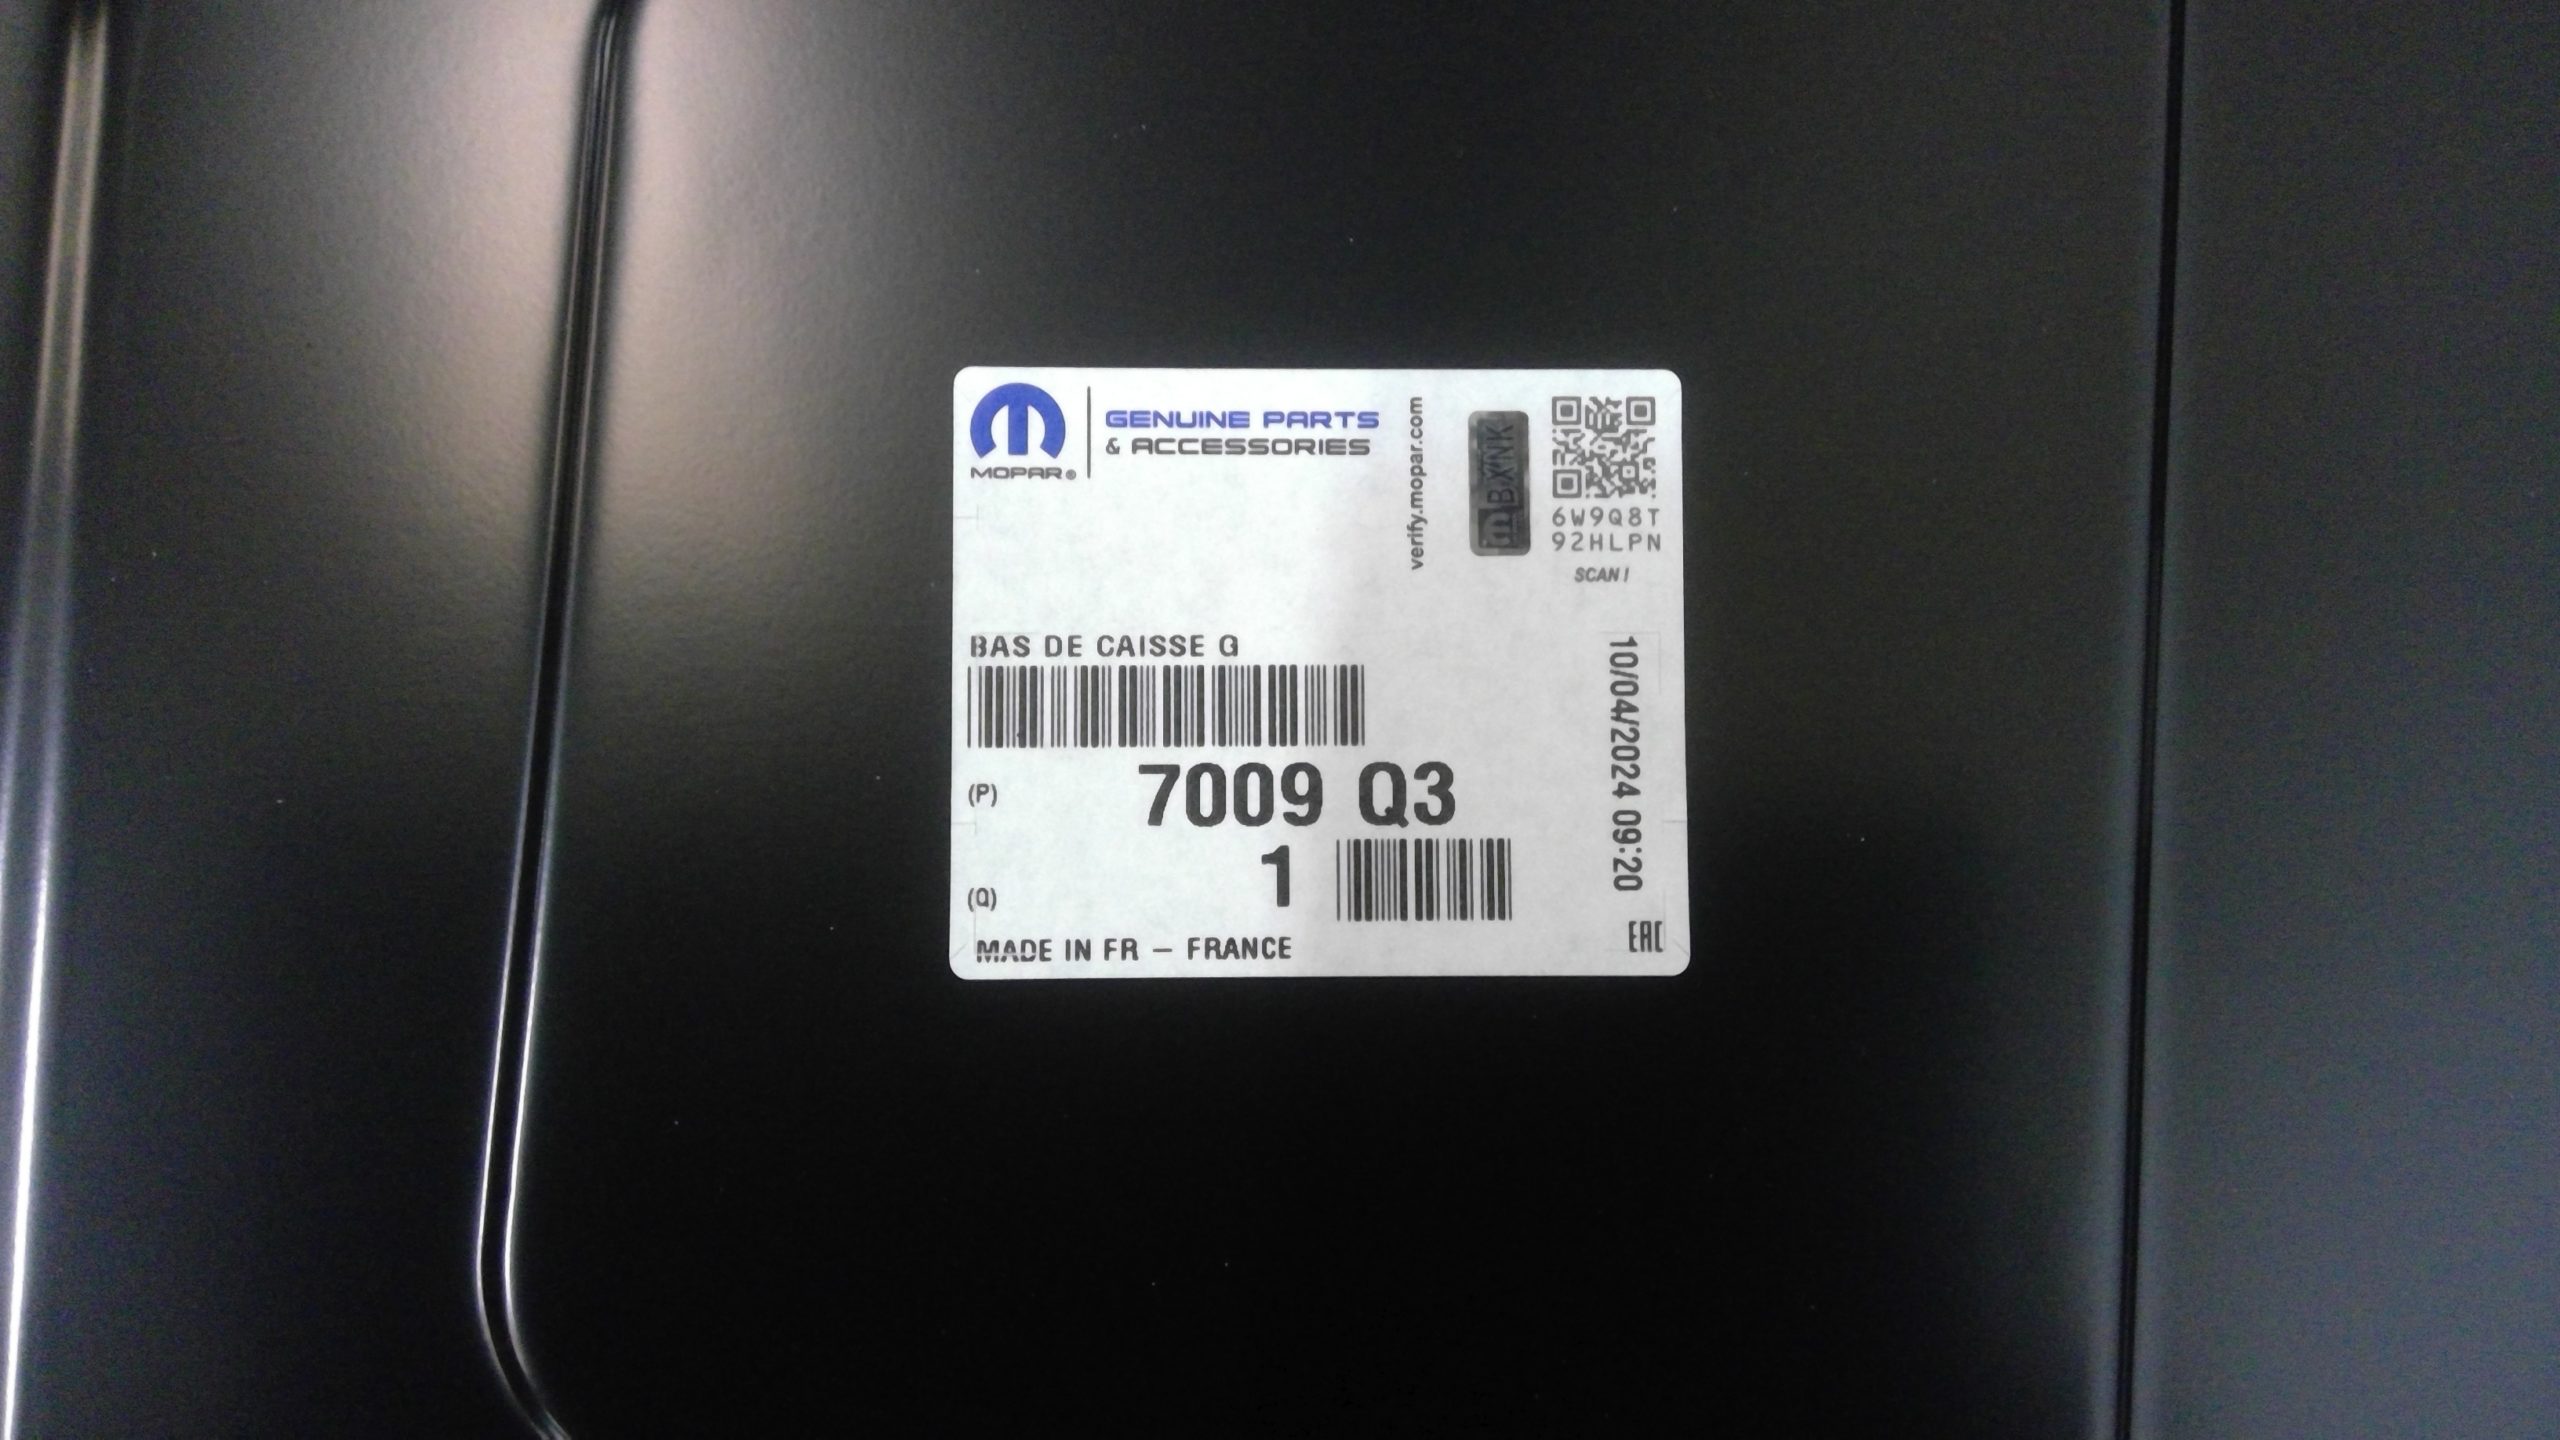 MOPAR®
GENUINE PARTS
& ACCESSORIES
verify.mopar.com
m BXNK
6W9Q8T
92HLPN
SCAN!
BAS DE CAISSE G
(P) 7009 Q3
(Q) 1
MADE IN FR – FRANCE
10/04/2024 09:20
EAC